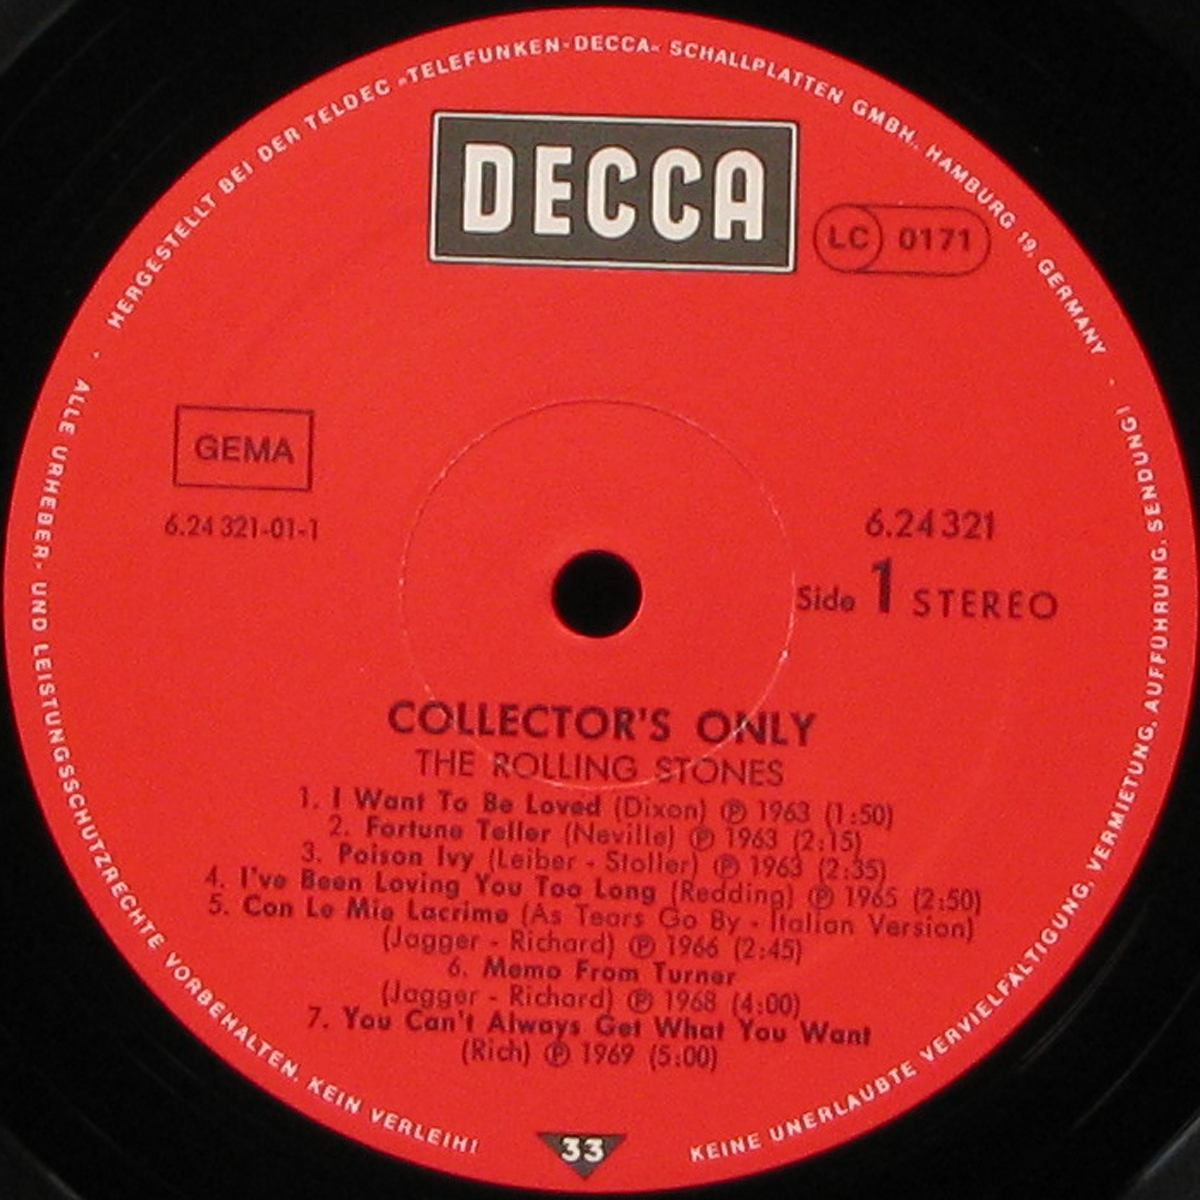 HERGESTELLT BEI DER TELDEC »TELEFUNKEN-DECCA« SCHALLPLATTEN GMBH., HAMBURG 19, GERMANY
DECCA
LC 0171
GEMA
6.24 321-01-1
6.24321
Side 1 STEREO
COLLECTOR'S ONLY
THE ROLLING STONES
1. I Want To Be Loved (Dixon) Ⓟ 1963 (1:50)
2. Fortune Teller (Neville) Ⓟ 1963 (2:15)
3. Poison Ivy (Leiber - Stoller) Ⓟ 1963 (2:35)
4. I've Been Loving You Too Long (Redding) Ⓟ 1965 (2:50)
5. Con Le Mie Lacrime (As Tears Go By - Italian Version)
(Jagger - Richard) Ⓟ 1966 (2:45)
6. Memo From Turner
(Jagger - Richard) Ⓟ 1968 (4:00)
7. You Can't Always Get What You Want
(Rich) Ⓟ 1969 (5:00)
33
ALLE URHEBER- UND LEISTUNGSSCHUTZRECHTE VORBEHALTEN. KEIN VERLEIH!
KEINE UNERLAUBTE VERVIELFÄLTIGUNG, VERMIETUNG, AUFFÜHRUNG, SENDUNG!